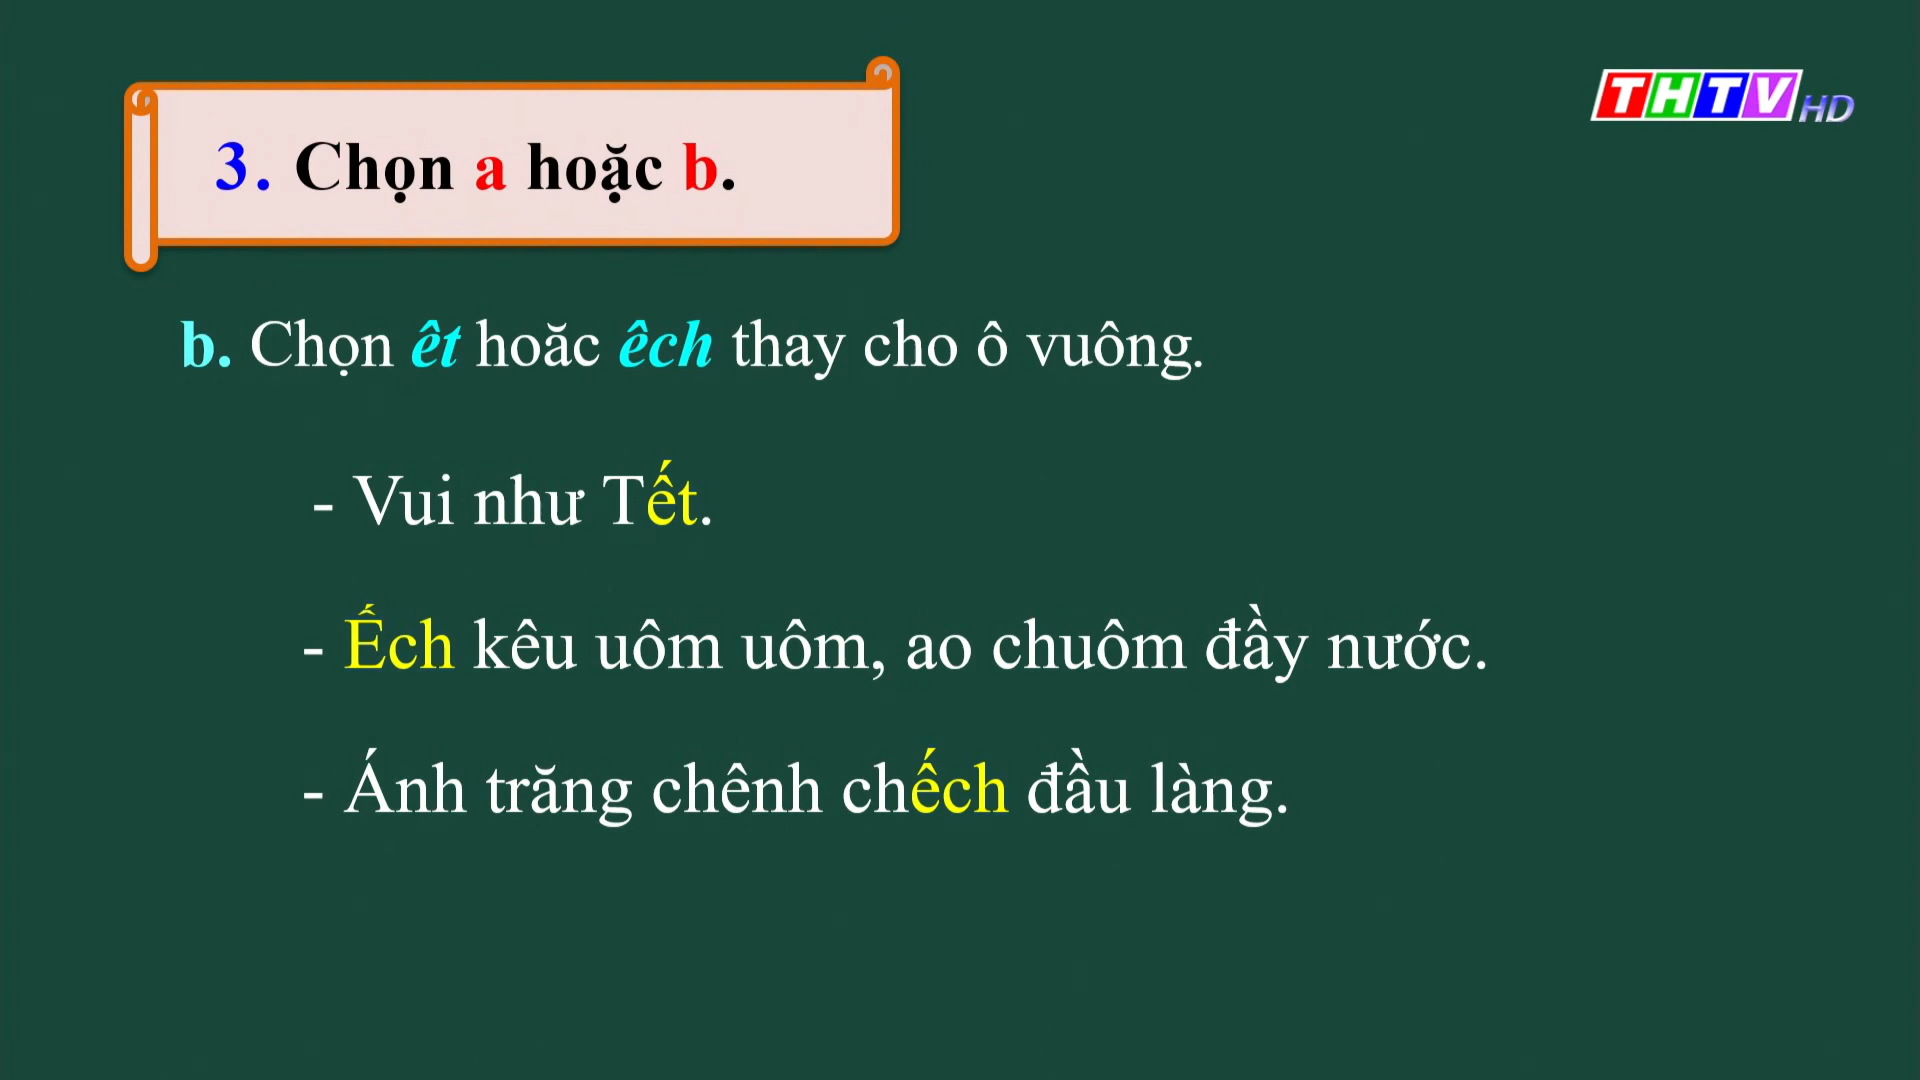 THTV HD
3. Chọn a hoặc b.
b. Chọn êt hoăc êch thay cho ô vuông.
- Vui như Tết.
- Ếch kêu uôm uôm, ao chuôm đầy nước.
- Ánh trăng chênh chếch đầu làng.